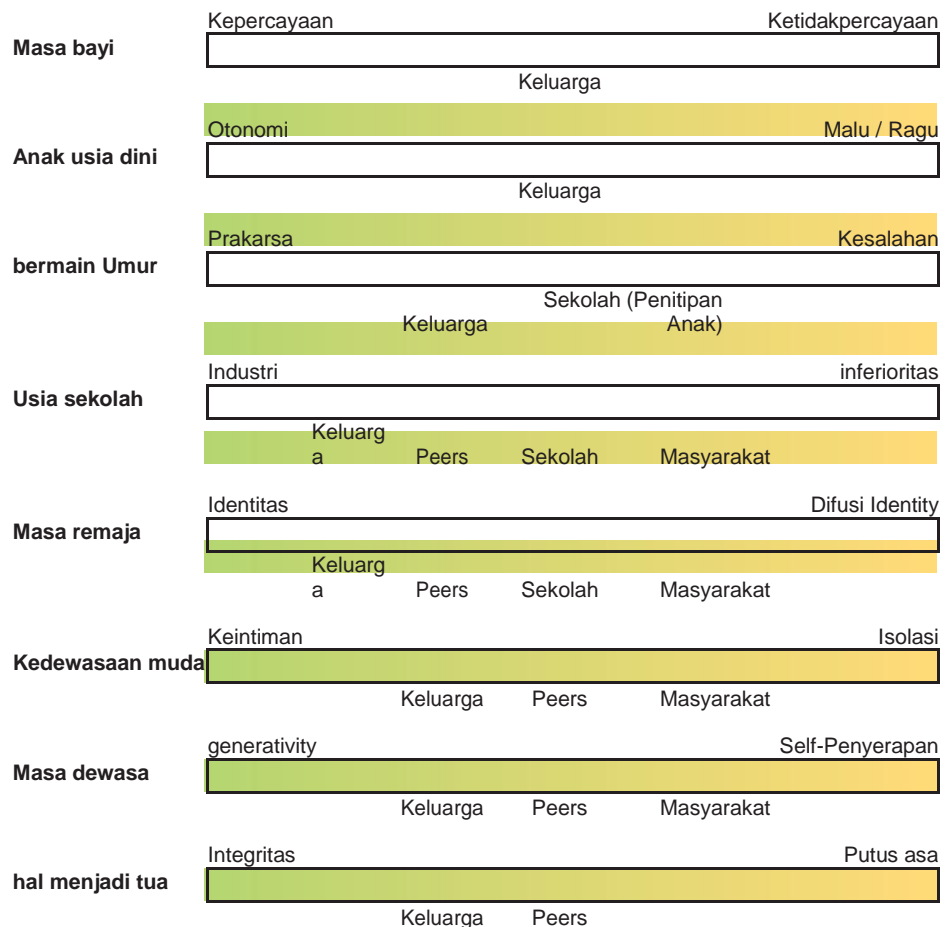 Kepercayaan Ketidakpercayaan
Masa bayi
Keluarga
Otonomi Malu / Ragu
Anak usia dini
Keluarga
Prakarsa Kesalahan
bermain Umur
Sekolah (Penitipan
Keluarga Anak)
Industri inferioritas
Usia sekolah
Keluarg
a Peers Sekolah Masyarakat
Identitas Difusi Identity
Masa remaja
Keluarg
a Peers Sekolah Masyarakat
Keintiman Isolasi
Kedewasaan muda
Keluarga Peers Masyarakat
generativity Self-Penyerapan
Masa dewasa
Keluarga Peers Masyarakat
Integritas Putus asa
hal menjadi tua
Keluarga Peers